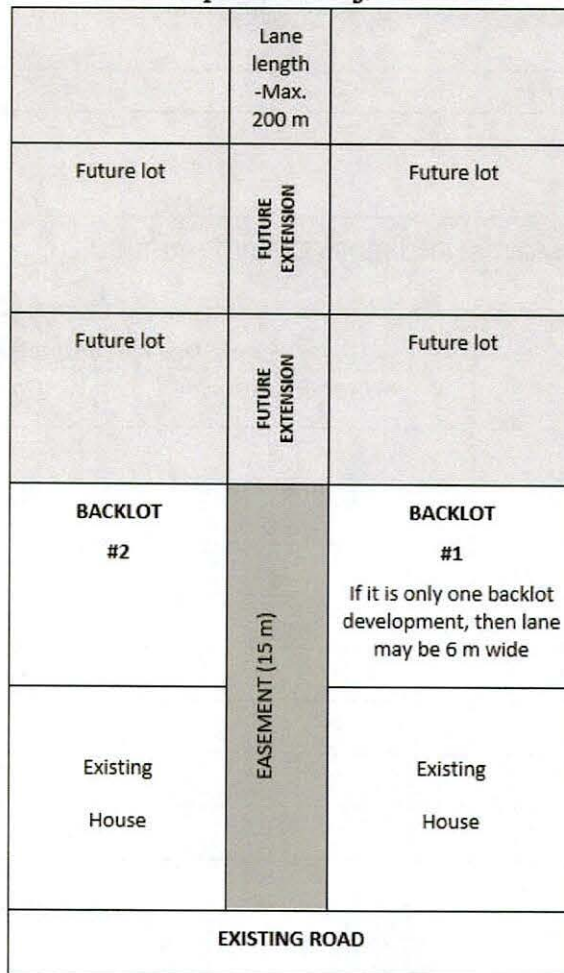 Lane
length
-Max.
200 m
Future lot
FUTURE
EXTENSION
Future lot
Future lot
FUTURE
EXTENSION
Future lot
BACKLOT
#2
EASEMENT (15 m)
BACKLOT
#1
If it is only one backlot
development, then lane
may be 6 m wide
Existing
House
Existing
House
EXISTING ROAD